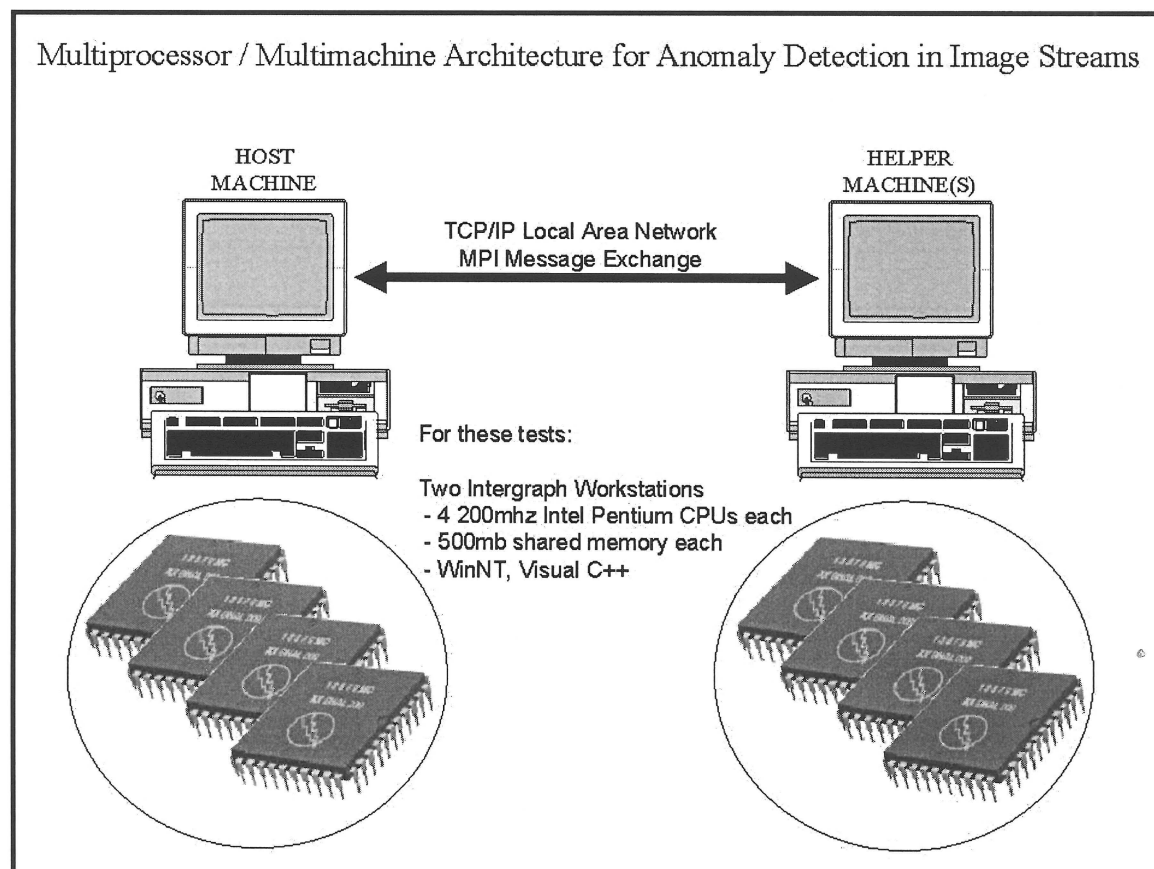 Multiprocessor / Multimachine Architecture for Anomaly Detection in Image Streams
HOST
MACHINE
HELPER
MACHINE(S)
TCP/IP Local Area Network
MPI Message Exchange
For these tests:
Two Intergraph Workstations
- 4 200mhz Intel Pentium CPUs each
- 500mb shared memory each
- WinNT, Visual C++